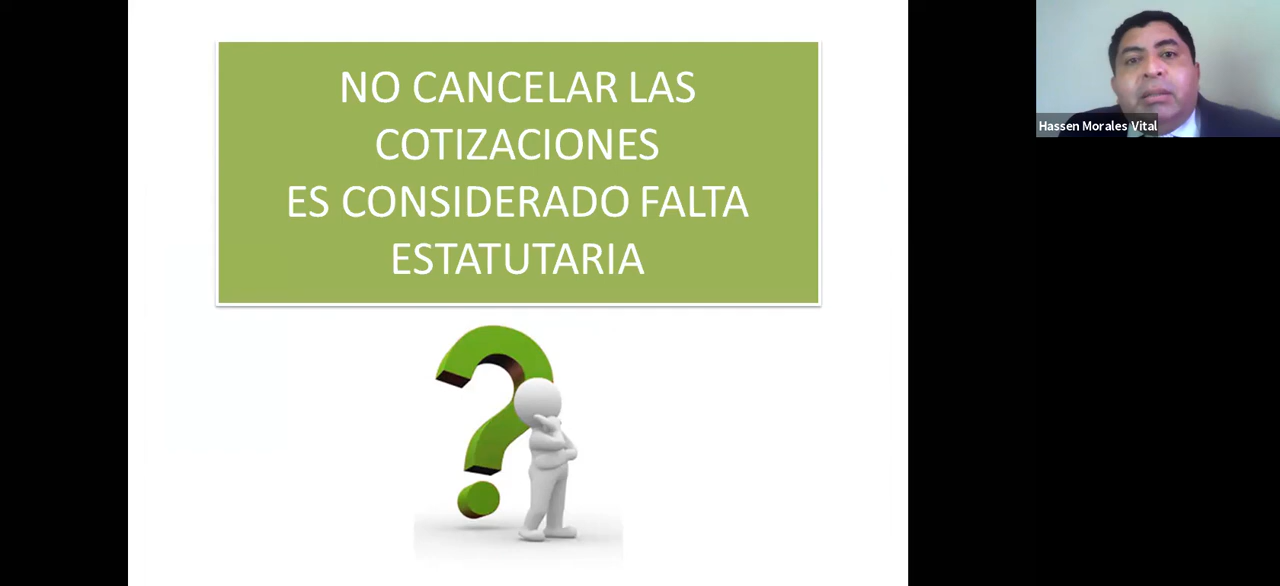 NO CANCELAR LAS
COTIZACIONES
ES CONSIDERADO FALTA
ESTATUTARIA
Hassen Morales Vital